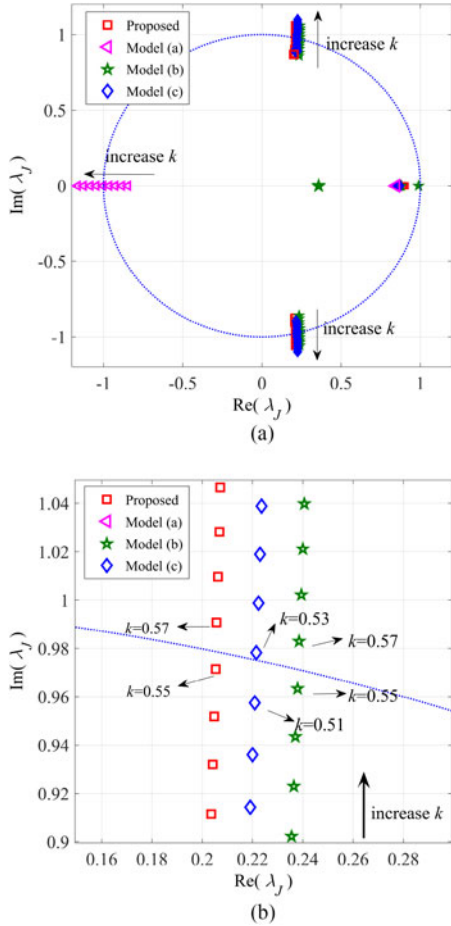 1
0.5
0
-0.5
-1
Im( λJ )
Proposed
Model (a)
Model (b)
Model (c)
increase k
increase k
increase k
-1
-0.5
0
0.5
1
Re( λJ )
(a)
1.04
1.02
1
0.98
0.96
0.94
0.92
0.9
Im( λJ )
Proposed
Model (a)
Model (b)
Model (c)
k=0.57
k=0.53
k=0.57
k=0.55
k=0.55
k=0.51
increase k
0.16
0.18
0.2
0.22
0.24
0.26
0.28
Re( λJ )
(b)